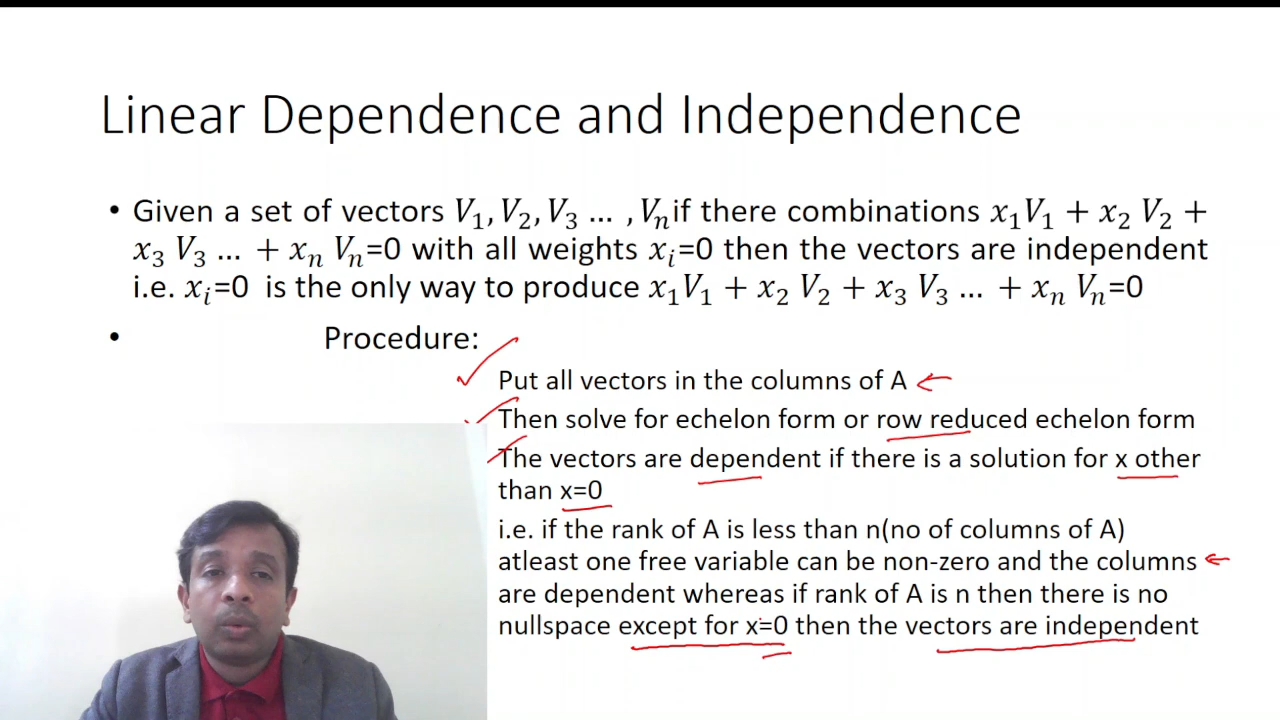 Linear Dependence and Independence
• Given a set of vectors V₁, V₂, V₃ … , Vₙif there combinations x₁V₁ + x₂ V₂ +
x₃ V₃ … + xₙ Vₙ=0 with all weights xᵢ=0 then the vectors are independent
i.e. xᵢ=0 is the only way to produce x₁V₁ + x₂ V₂ + x₃ V₃ … + xₙ Vₙ=0
• Procedure:
Put all vectors in the columns of A
Then solve for echelon form or row reduced echelon form
The vectors are dependent if there is a solution for x other
than x=0
i.e. if the rank of A is less than n(no of columns of A)
atleast one free variable can be non-zero and the columns
are dependent whereas if rank of A is n then there is no
nullspace except for x=0 then the vectors are independent